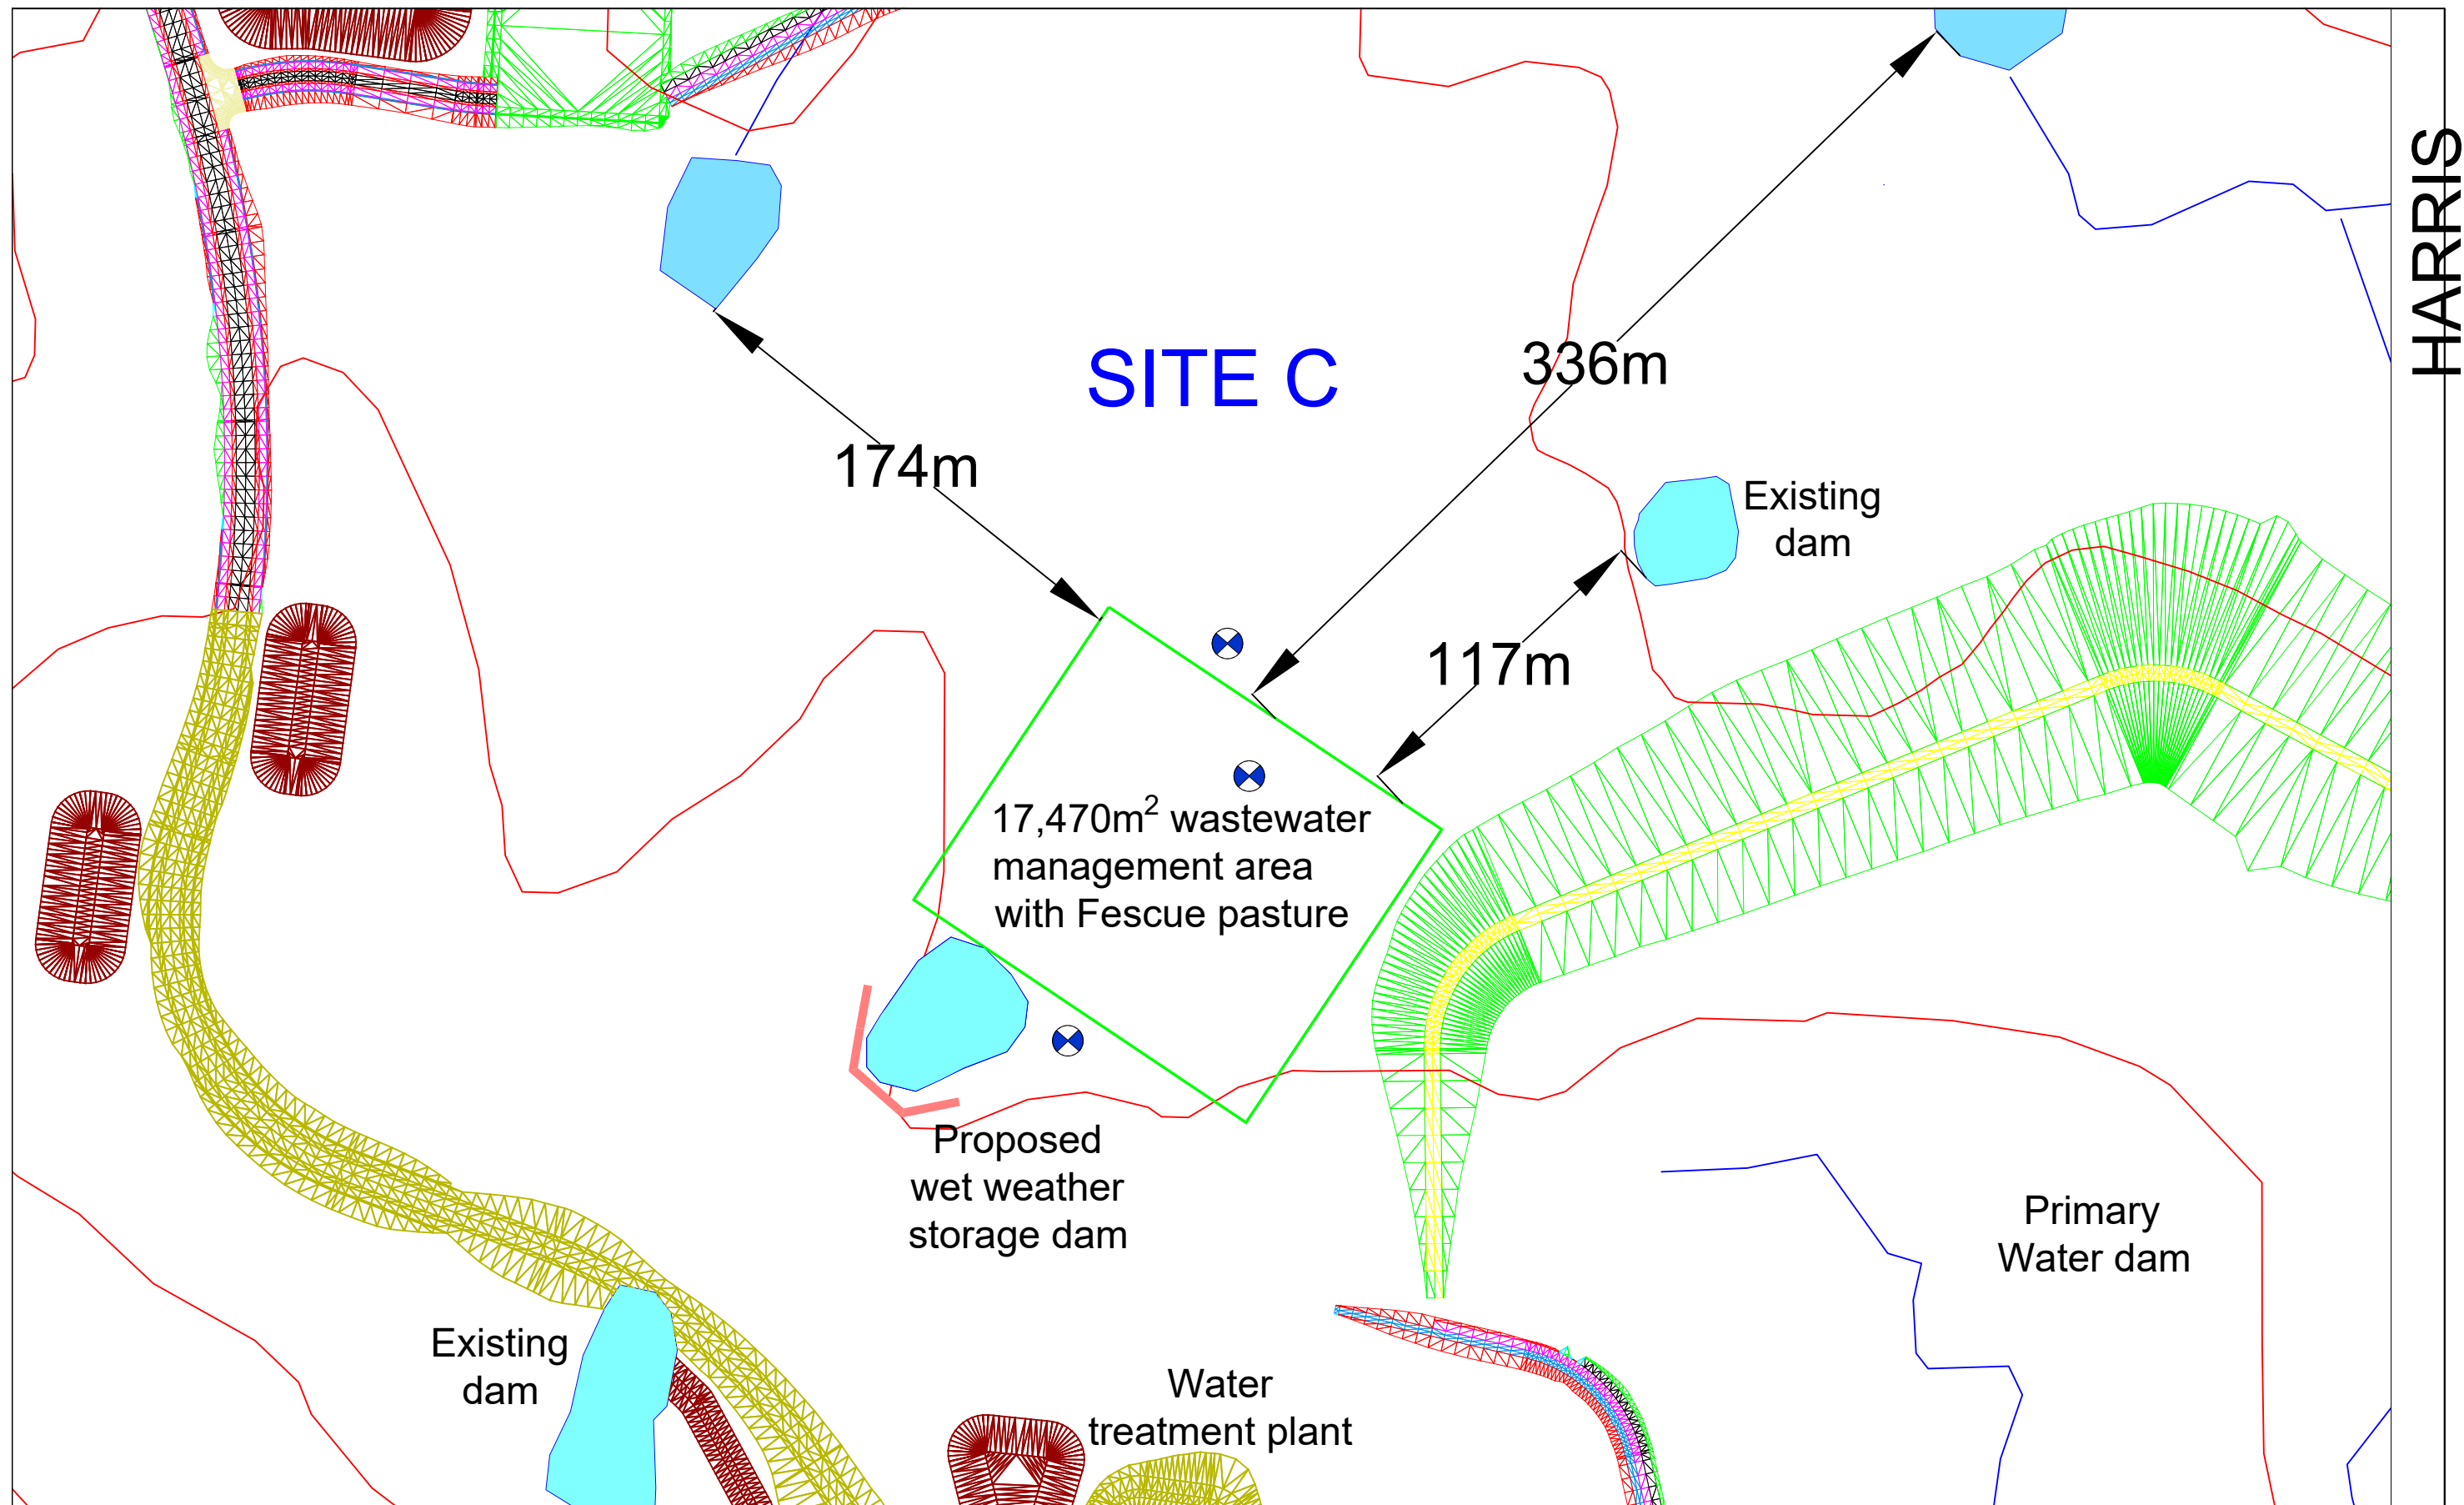 HARRIS
SITE C
336m
174m
Existing
dam
117m
17,470m² wastewater
management area
with Fescue pasture
Proposed
wet weather
storage dam
Primary
Water dam
Existing
dam
Water
treatment plant